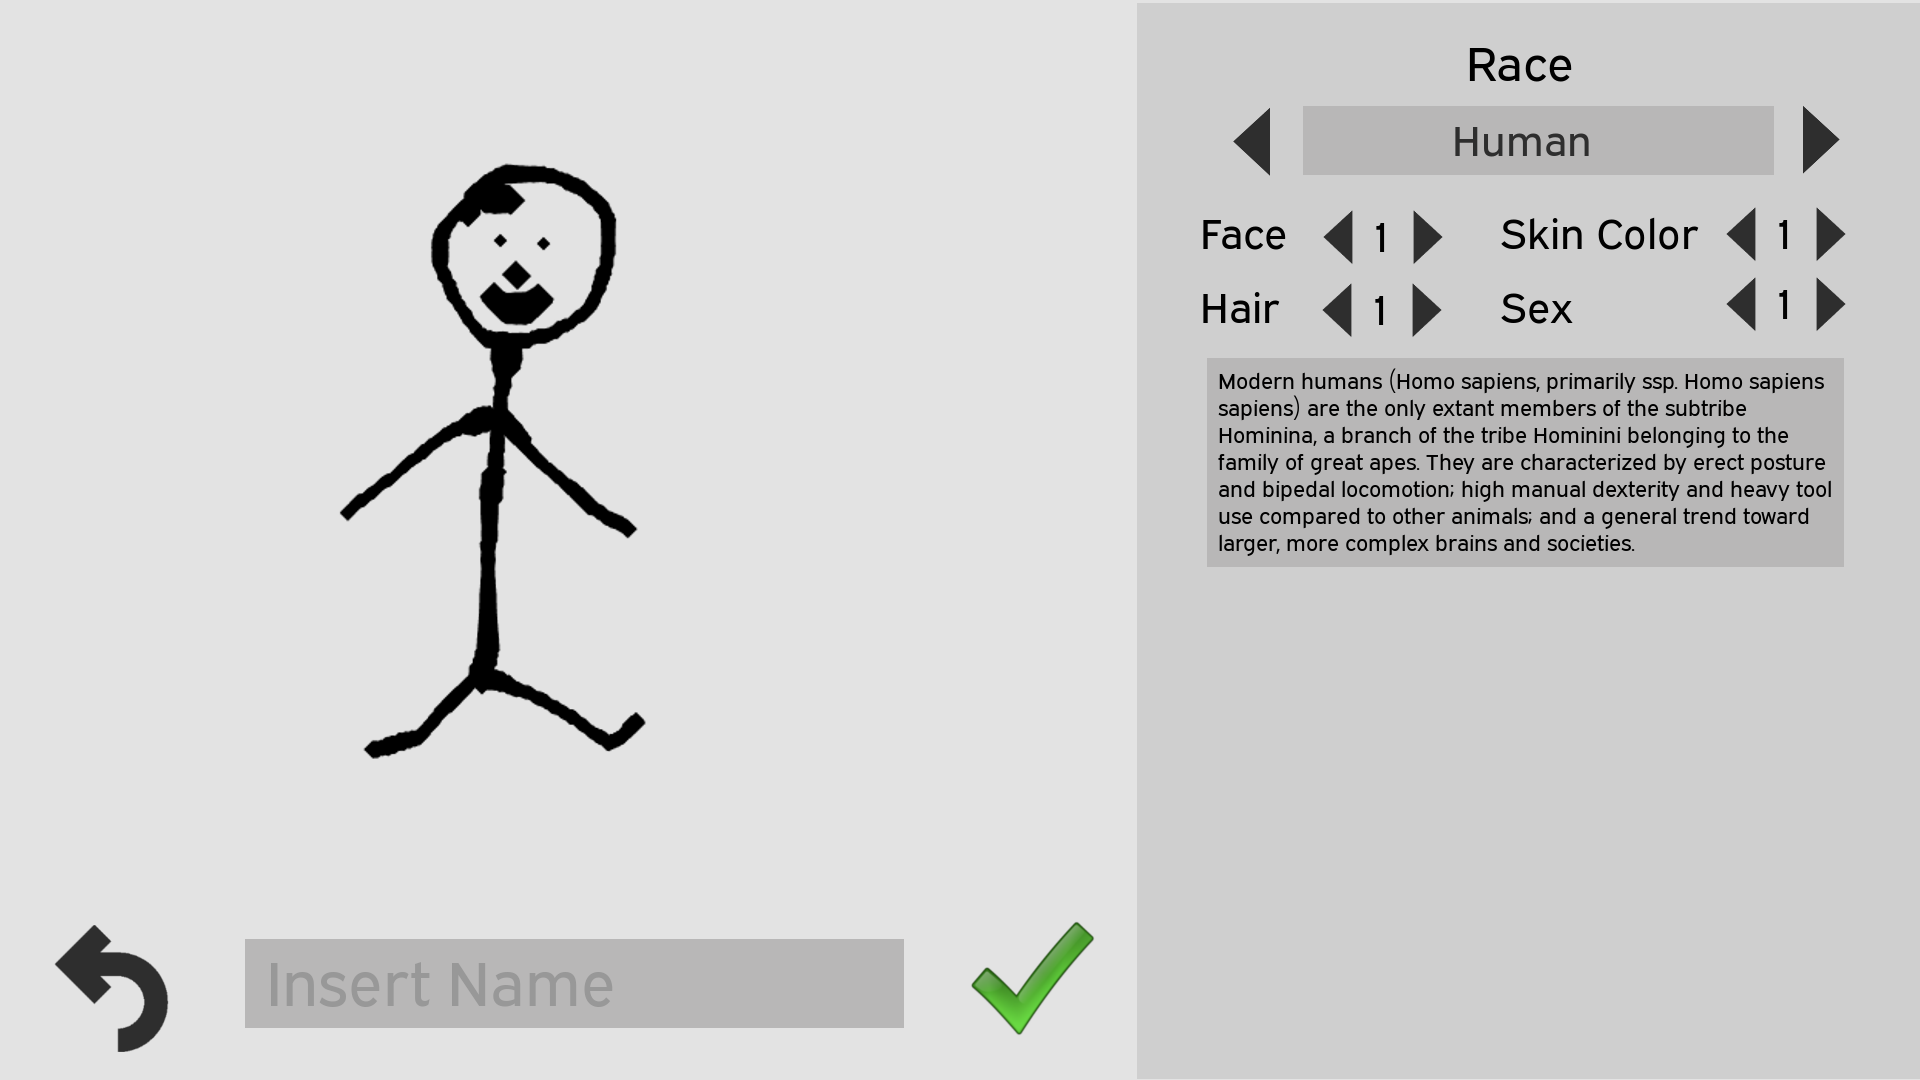 Race
Human
Face 1 Skin Color 1
Hair 1 Sex 1
Modern humans (Homo sapiens, primarily ssp. Homo sapiens
sapiens) are the only extant members of the subtribe
Hominina, a branch of the tribe Hominini belonging to the
family of great apes. They are characterized by erect posture
and bipedal locomotion; high manual dexterity and heavy tool
use compared to other animals; and a general trend toward
larger, more complex brains and societies.
Insert Name